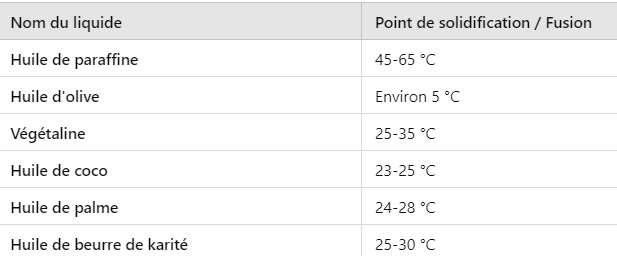 Nom du liquide Point de solidification / Fusion
Huile de paraffine 45-65 °C
Huile d'olive Environ 5 °C
Végétaline 25-35 °C
Huile de coco 23-25 °C
Huile de palme 24-28 °C
Huile de beurre de karité 25-30 °C